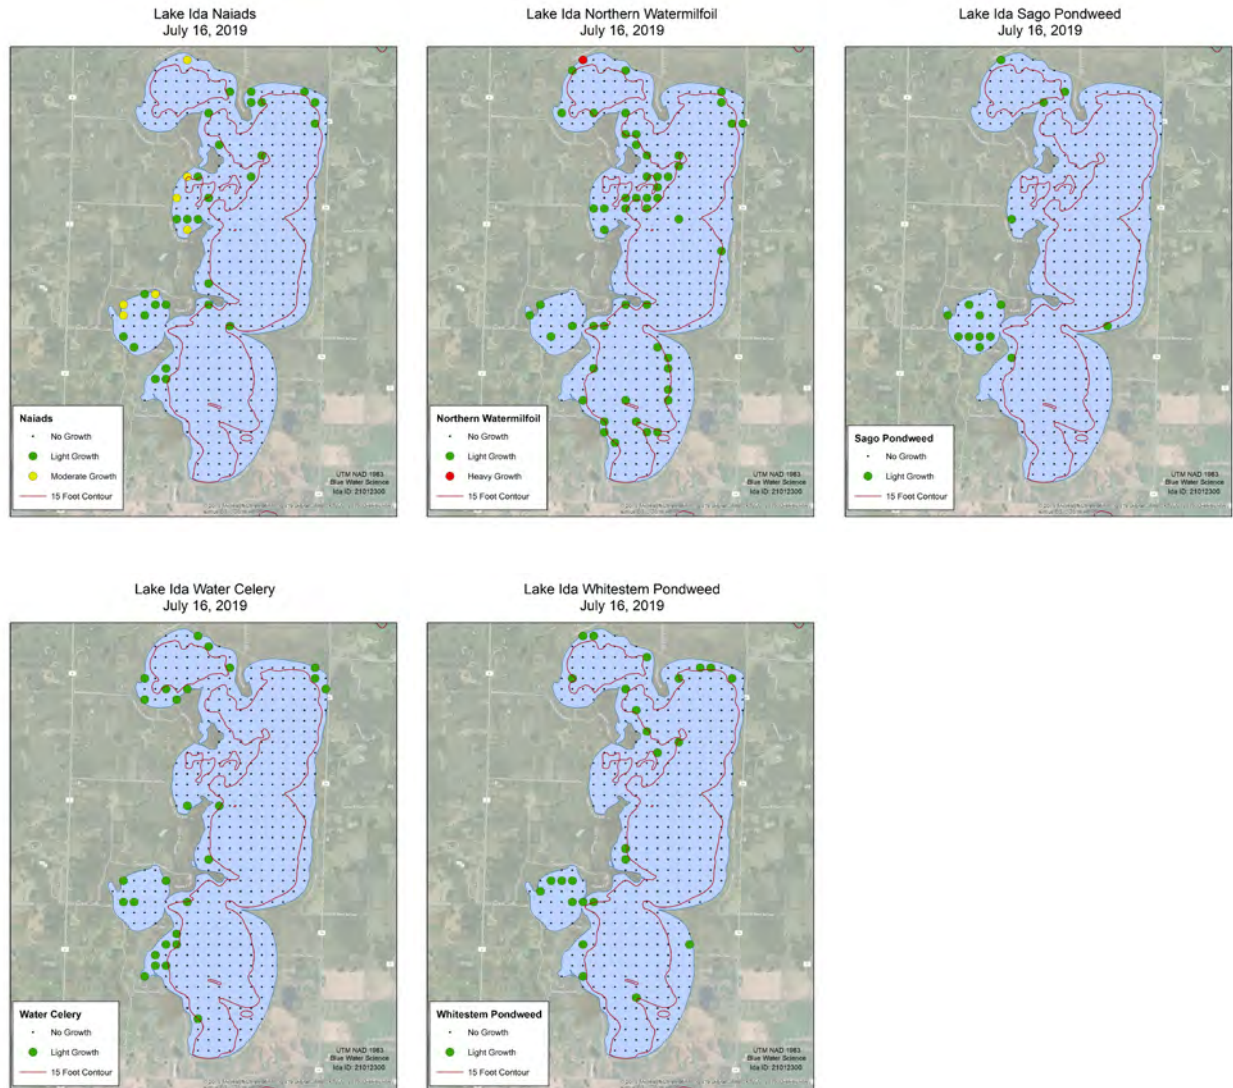 Lake Ida Naiads
July 16, 2019
Naiads
No Growth
Light Growth
Moderate Growth
15 Foot Contour
UTM NAD 1983
Blue Water Science
Ida ID: 21012300
Lake Ida Northern Watermilfoil
July 16, 2019
Northern Watermilfoil
No Growth
Light Growth
Heavy Growth
15 Foot Contour
UTM NAD 1983
Blue Water Science
Ida ID: 21012300
Lake Ida Sago Pondweed
July 16, 2019
Sago Pondweed
No Growth
Light Growth
15 Foot Contour
UTM NAD 1983
Blue Water Science
Ida ID: 21012300
Lake Ida Water Celery
July 16, 2019
Water Celery
No Growth
Light Growth
15 Foot Contour
UTM NAD 1983
Blue Water Science
Ida ID: 21012300
Lake Ida Whitestem Pondweed
July 16, 2019
Whitestem Pondweed
No Growth
Light Growth
15 Foot Contour
UTM NAD 1983
Blue Water Science
Ida ID: 21012300